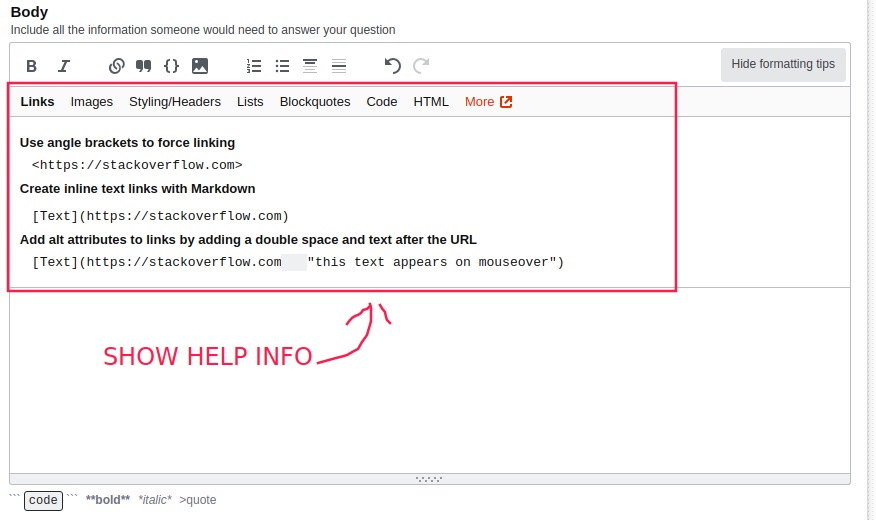 Body
Include all the information someone would need to answer your question
B I Hide formatting tips
Links Images Styling/Headers Lists Blockquotes Code HTML More
Use angle brackets to force linking
<https://stackoverflow.com>
Create inline text links with Markdown
[Text](https://stackoverflow.com)
Add alt attributes to links by adding a double space and text after the URL
[Text](https://stackoverflow.com  "this text appears on mouseover")
SHOW HELP INFO
``` code ``` **bold** *italic* >quote